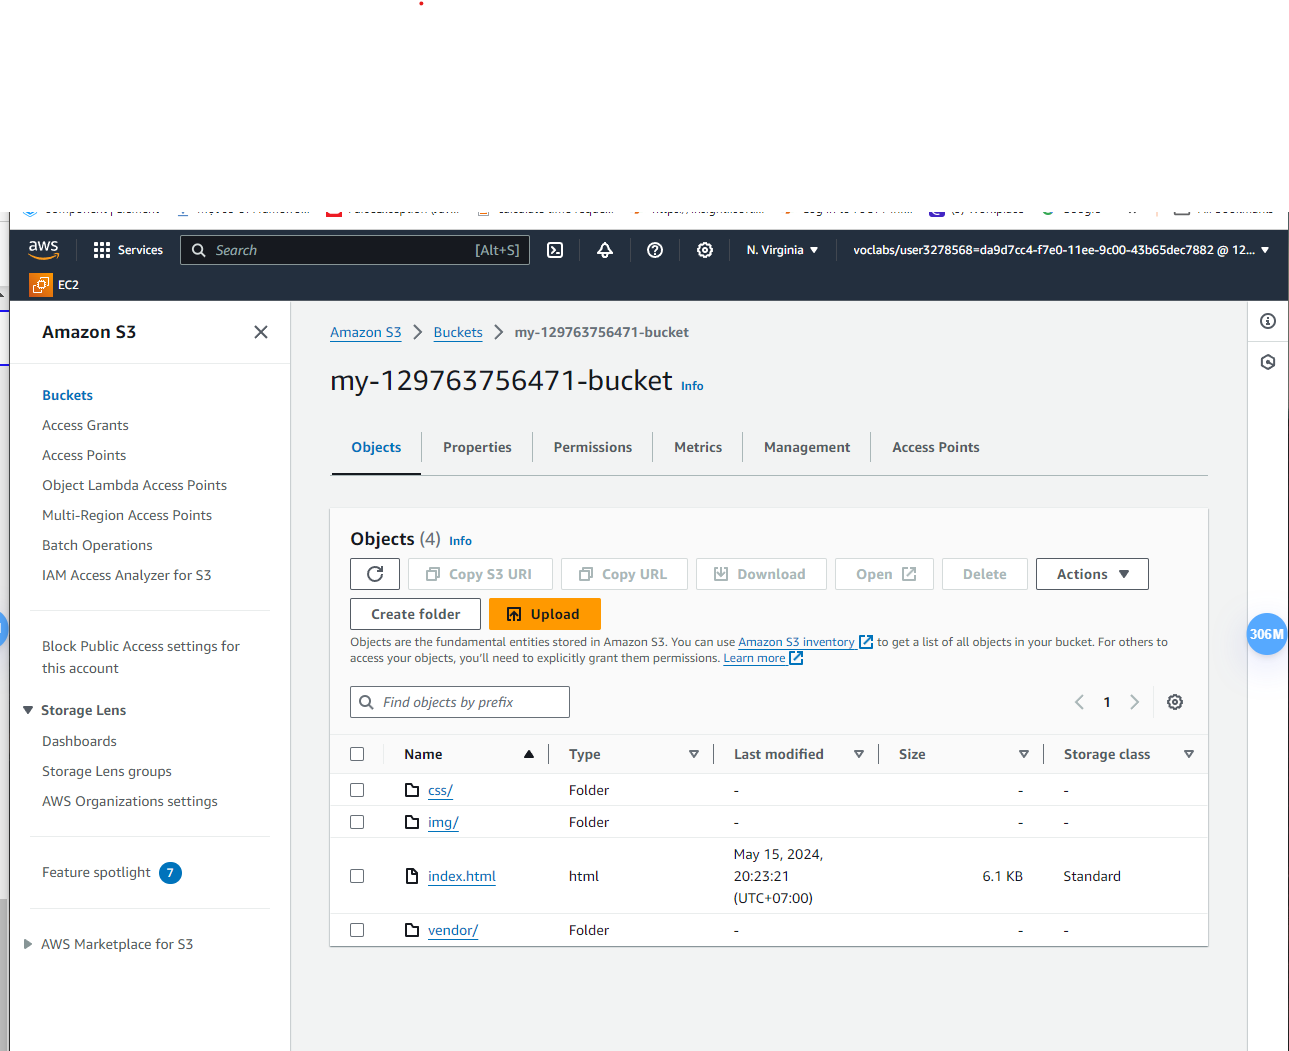 aws
Services
Search
[Alt+S]
N. Virginia
voclabs/user3278568=da9d7cc4-f7e0-11ee-9c00-43b65dec7882 @ 12...
EC2
Amazon S3
Buckets
Access Grants
Access Points
Object Lambda Access Points
Multi-Region Access Points
Batch Operations
IAM Access Analyzer for S3
Block Public Access settings for
this account
Storage Lens
Dashboards
Storage Lens groups
AWS Organizations settings
Feature spotlight 7
AWS Marketplace for S3
Amazon S3 > Buckets > my-129763756471-bucket
my-129763756471-bucket Info
Objects
Properties
Permissions
Metrics
Management
Access Points
Objects (4) Info
Copy S3 URI
Copy URL
Download
Open
Delete
Actions
Create folder
Upload
Objects are the fundamental entities stored in Amazon S3. You can use Amazon S3 inventory to get a list of all objects in your bucket. For others to
access your objects, you'll need to explicitly grant them permissions. Learn more
Find objects by prefix
1
Name Type Last modified Size Storage class
css/ Folder - - -
img/ Folder - - -
index.html html May 15, 2024,
20:23:21
(UTC+07:00) 6.1 KB Standard
vendor/ Folder - - -
306M